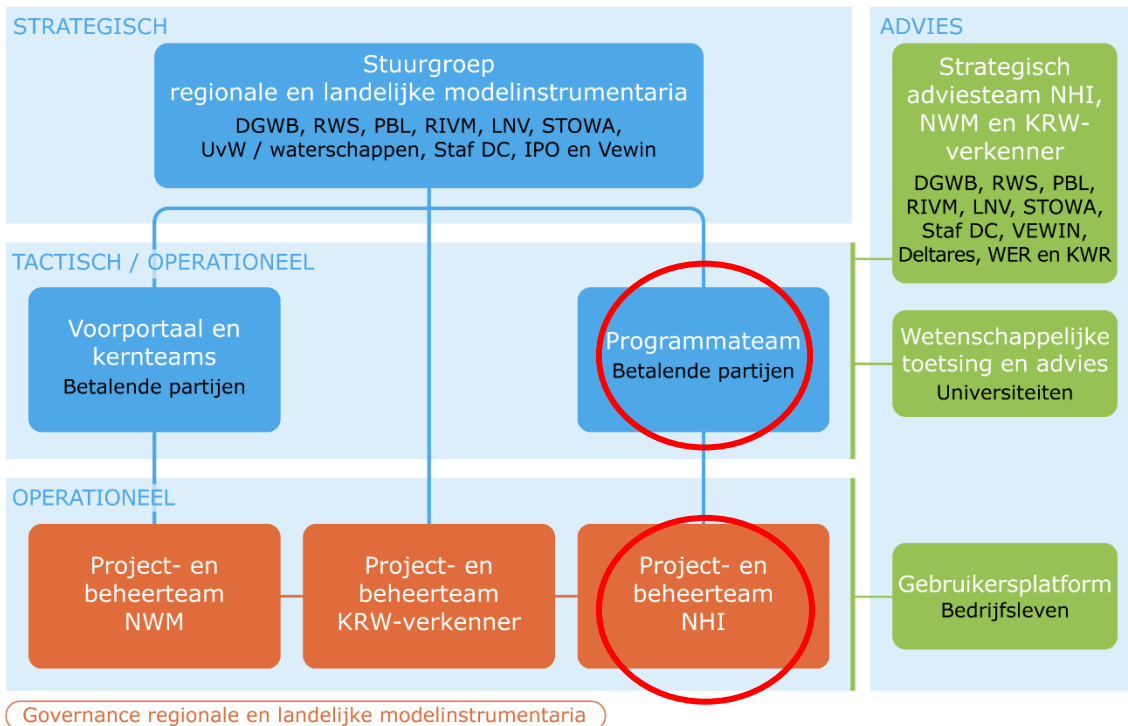 STRATEGISCH
Stuurgroep
regionale en landelijke modelinstrumentaria
DGWB, RWS, PBL, RIVM, LNV, STOWA,
UvW / waterschappen, Staf DC, IPO en Vewin
ADVIES
Strategisch
adviesteam NHI,
NWM en KRW-
verkenner
DGWB, RWS, PBL,
RIVM, LNV, STOWA,
Staf DC, VEWIN,
Deltares, WER en KWR
TACTISCH / OPERATIONEEL
Voorportaal en
kernteams
Betalende partijen
Programmateam
Betalende partijen
Wetenschappelijke
toetsing en advies
Universiteiten
OPERATIONEEL
Project- en
beheerteam
NWM
Project- en
beheerteam
KRW-verkenner
Project- en
beheerteam
NHI
Gebruikersplatform
Bedrijfsleven
Governance regionale en landelijke modelinstrumentaria